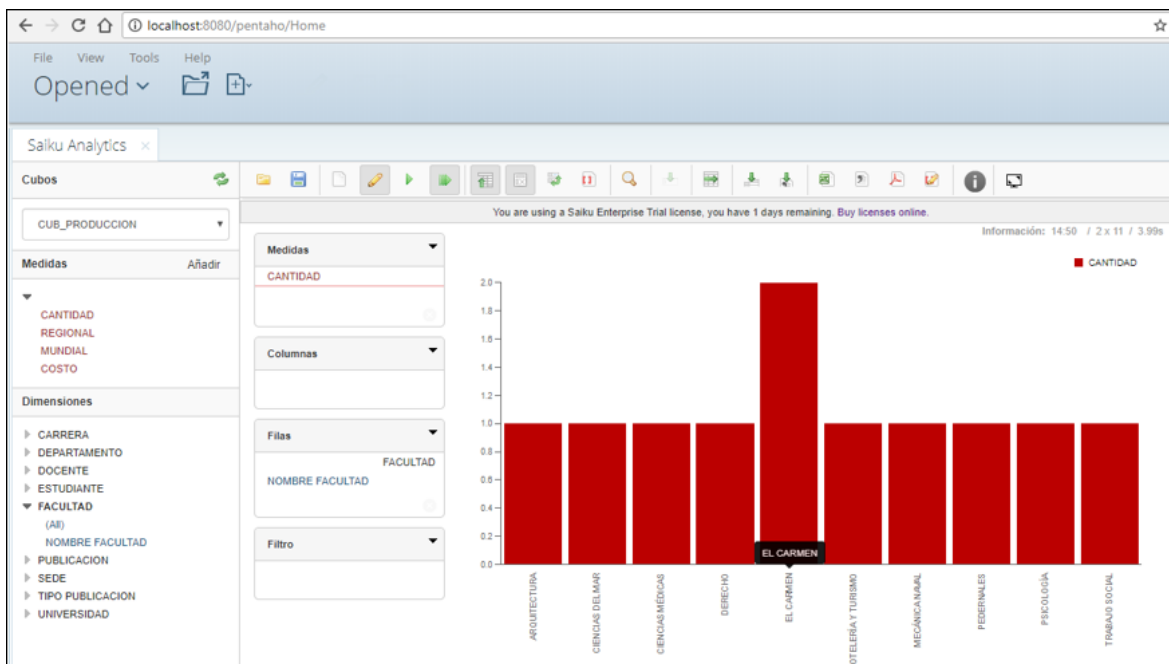 localhost:8080/pentaho/Home
File View Tools Help
Opened
Saiku Analytics
Cubos
CUB_PRODUCCION
Medidas Añadir
CANTIDAD
REGIONAL
MUNDIAL
COSTO
Dimensiones
CARRERA
DEPARTAMENTO
DOCENTE
ESTUDIANTE
FACULTAD
(All)
NOMBRE FACULTAD
PUBLICACION
SEDE
TIPO PUBLICACION
UNIVERSIDAD
You are using a Saiku Enterprise Trial license, you have 1 days remaining. Buy licenses online.
Información: 14:50 / 2 x 11 / 3.99s
Medidas
CANTIDAD
Columnas
Filas
FACULTAD
NOMBRE FACULTAD
Filtro
CANTIDAD
2.0
1.8
1.6
1.4
1.2
1.0
0.8
0.6
0.4
0.2
0.0
EL CARMEN
ARQUITECTURA
CIENCIAS DEL MAR
CIENCIAS MÉDICAS
DERECHO
EL CARMEN
OTELERÍA Y TURISMO
MECÁNICA NAVAL
PEDERNALES
PSICOLOGÍA
TRABAJO SOCIAL